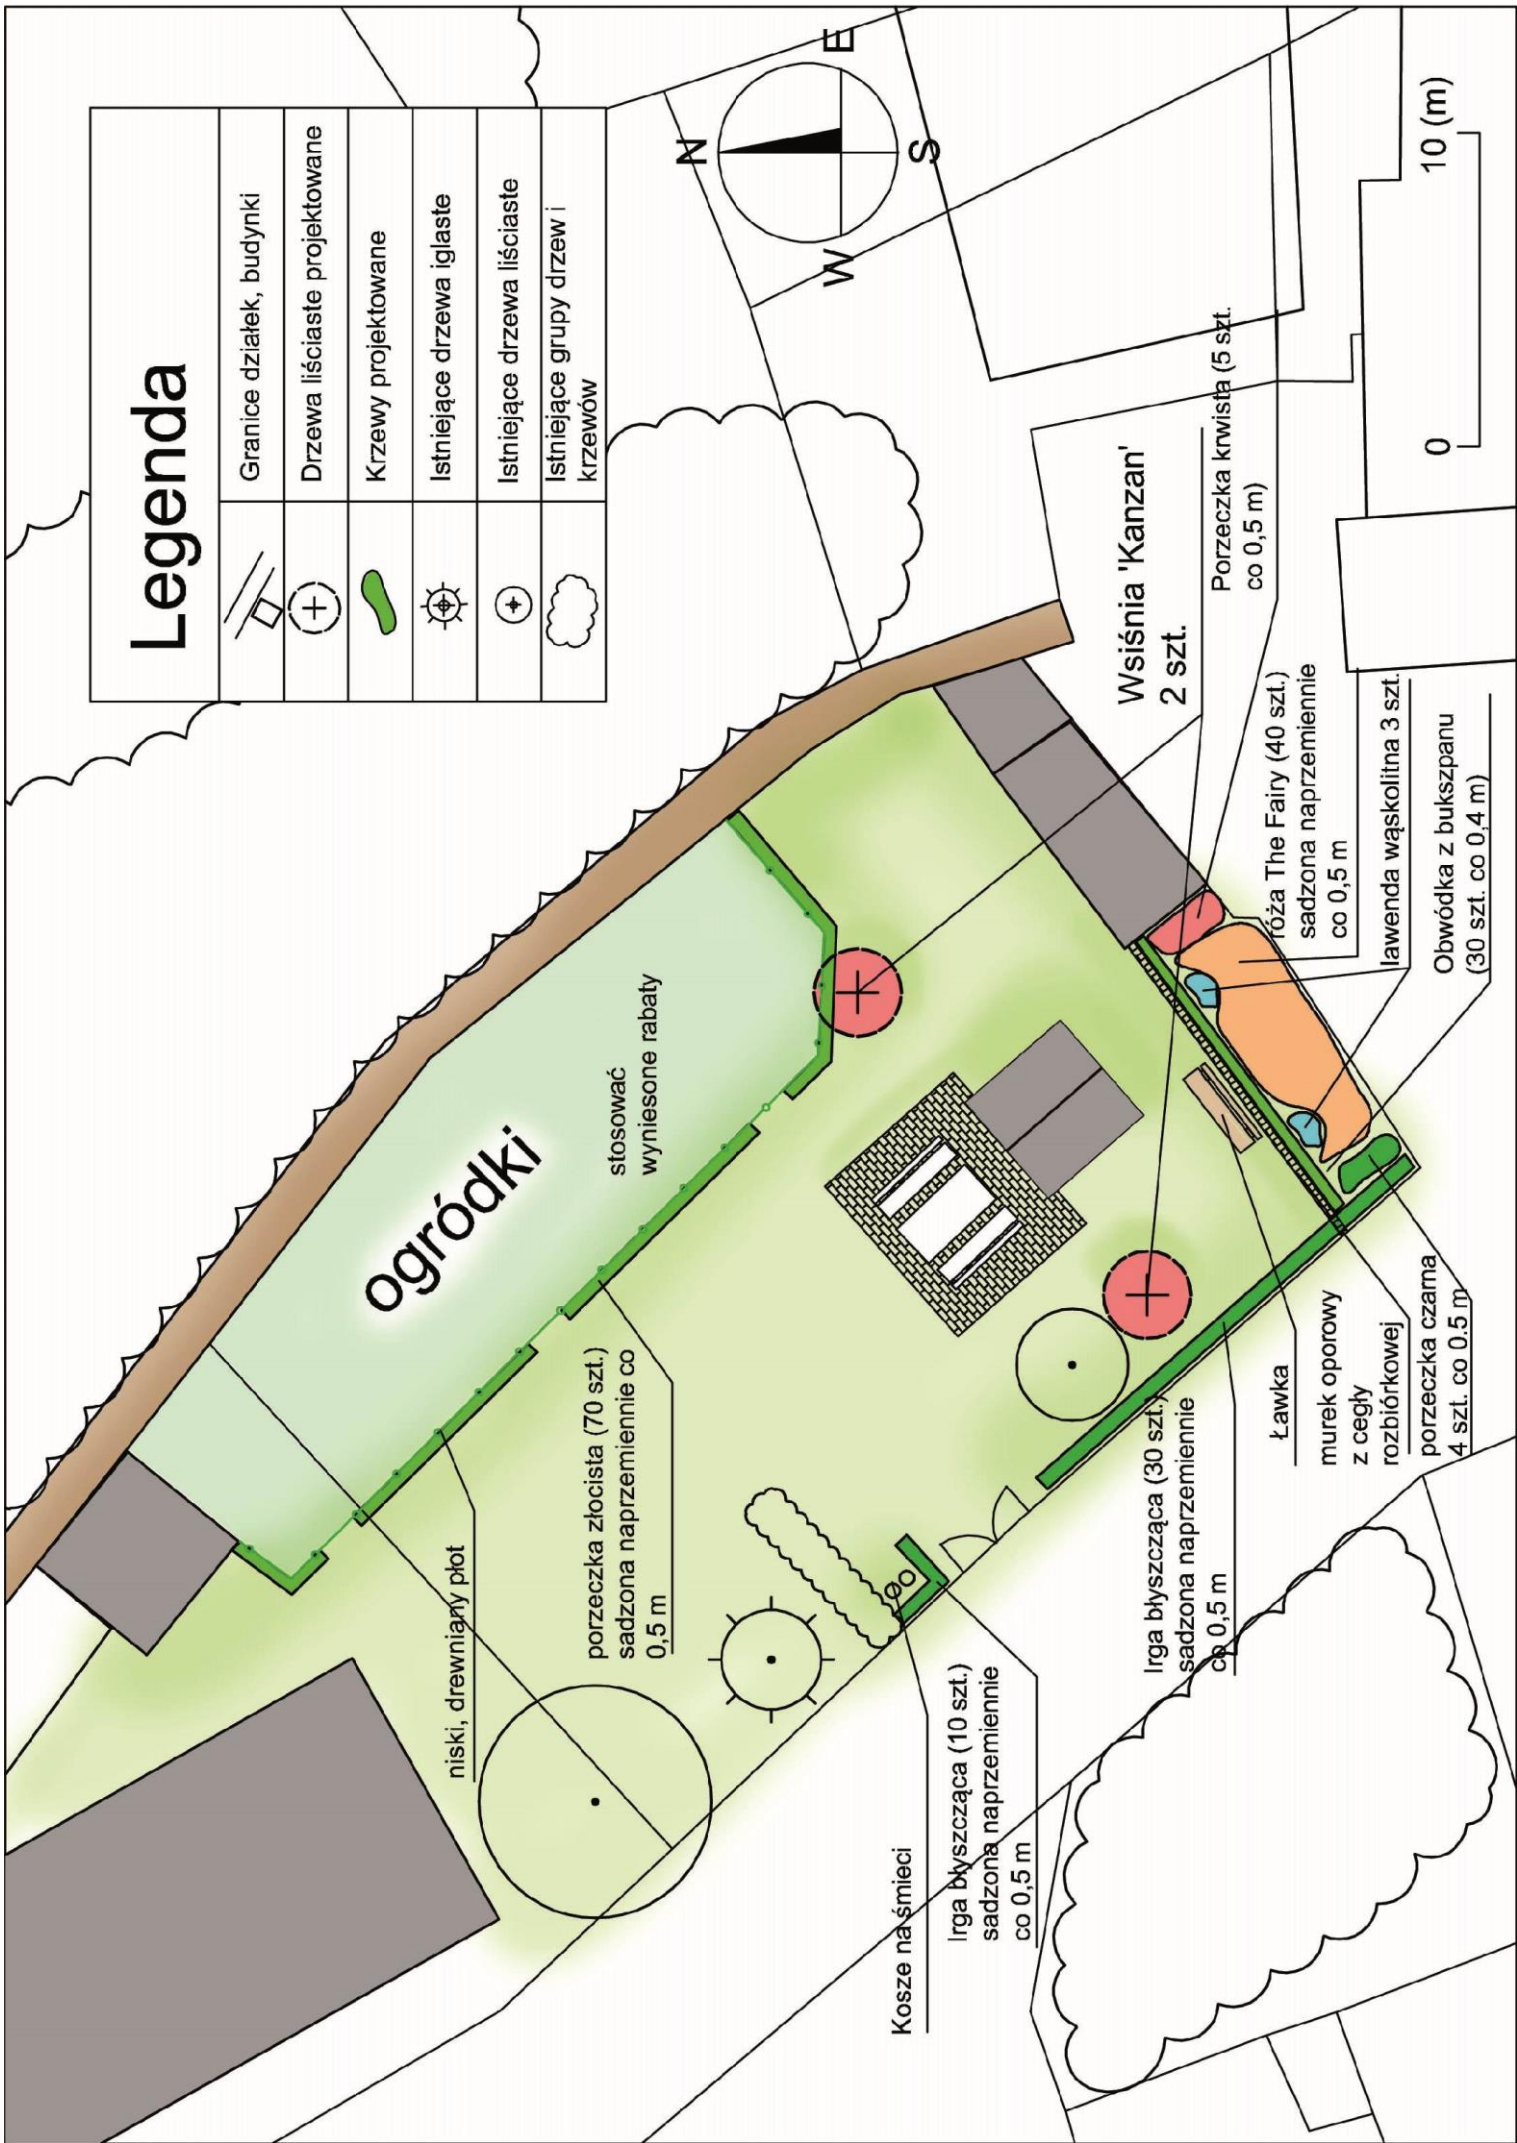 Legenda
Granice działek, budynki
Drzewa liściaste projektowane
Krzewy projektowane
Istniejące drzewa iglaste
Istniejące drzewa liściaste
Istniejące grupy drzew i
krzewów
N
E
S
W
ogródki
stosować
wyniesone rabaty
niski, drewniany płot
porzeczka złocista (70 szt.)
sadzona naprzemiennie co
0,5 m
Kosze na śmieci
Irga błyszcząca (10 szt.)
sadzona naprzemiennie
co 0,5 m
Irga błyszcząca (30 szt.)
sadzona naprzemiennie
co 0,5 m
Ławka
murek oporowy
z cegły
rozbiórkowej
porzeczka czarna
4 szt. co 0.5 m
Wsiśnia 'Kanzan'
2 szt.
Porzeczka krwista (5 szt.
co 0,5 m)
róża The Fairy (40 szt.)
sadzona naprzemiennie
co 0,5 m
lawenda wąskolitna 3 szt.
Obwódka z bukszpanu
(30 szt. co 0,4 m)
0
10 (m)